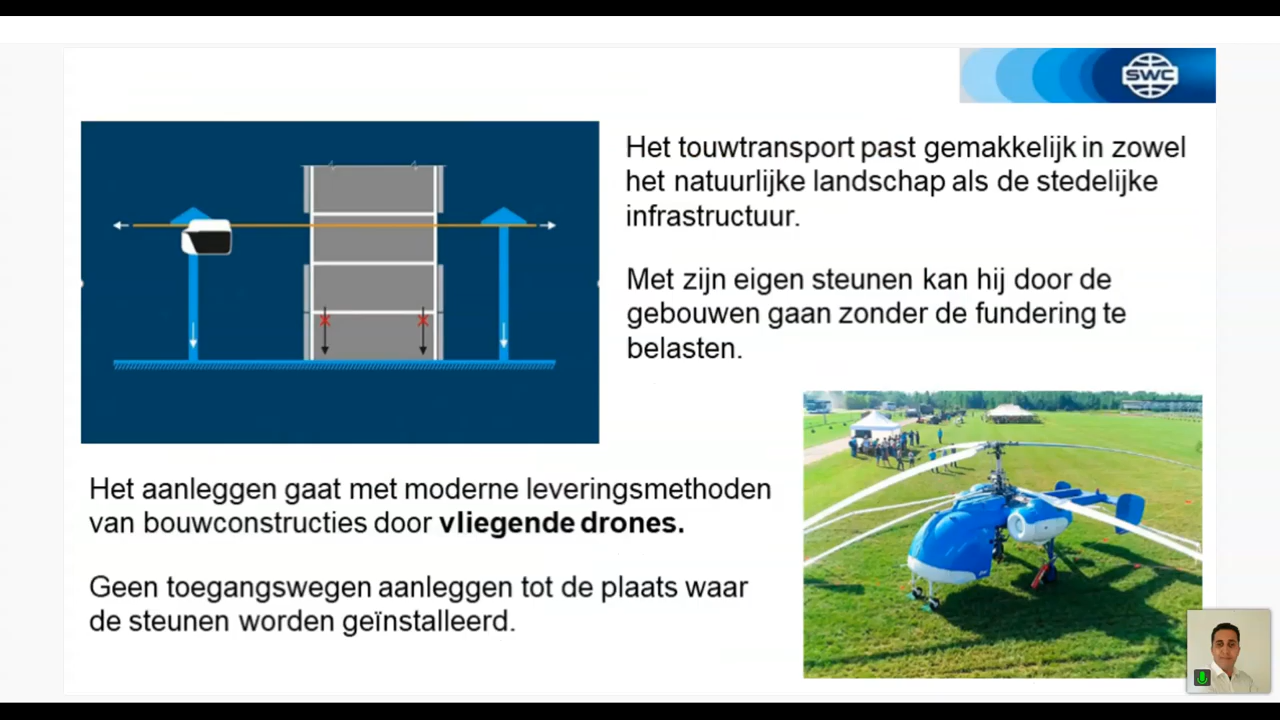 SWC
Het touwtransport past gemakkelijk in zowel
het natuurlijke landschap als de stedelijke
infrastructuur.
Met zijn eigen steunen kan hij door de
gebouwen gaan zonder de fundering te
belasten.
Het aanleggen gaat met moderne leveringsmethoden
van bouwconstructies door vliegende drones.
Geen toegangswegen aanleggen tot de plaats waar
de steunen worden geïnstalleerd.